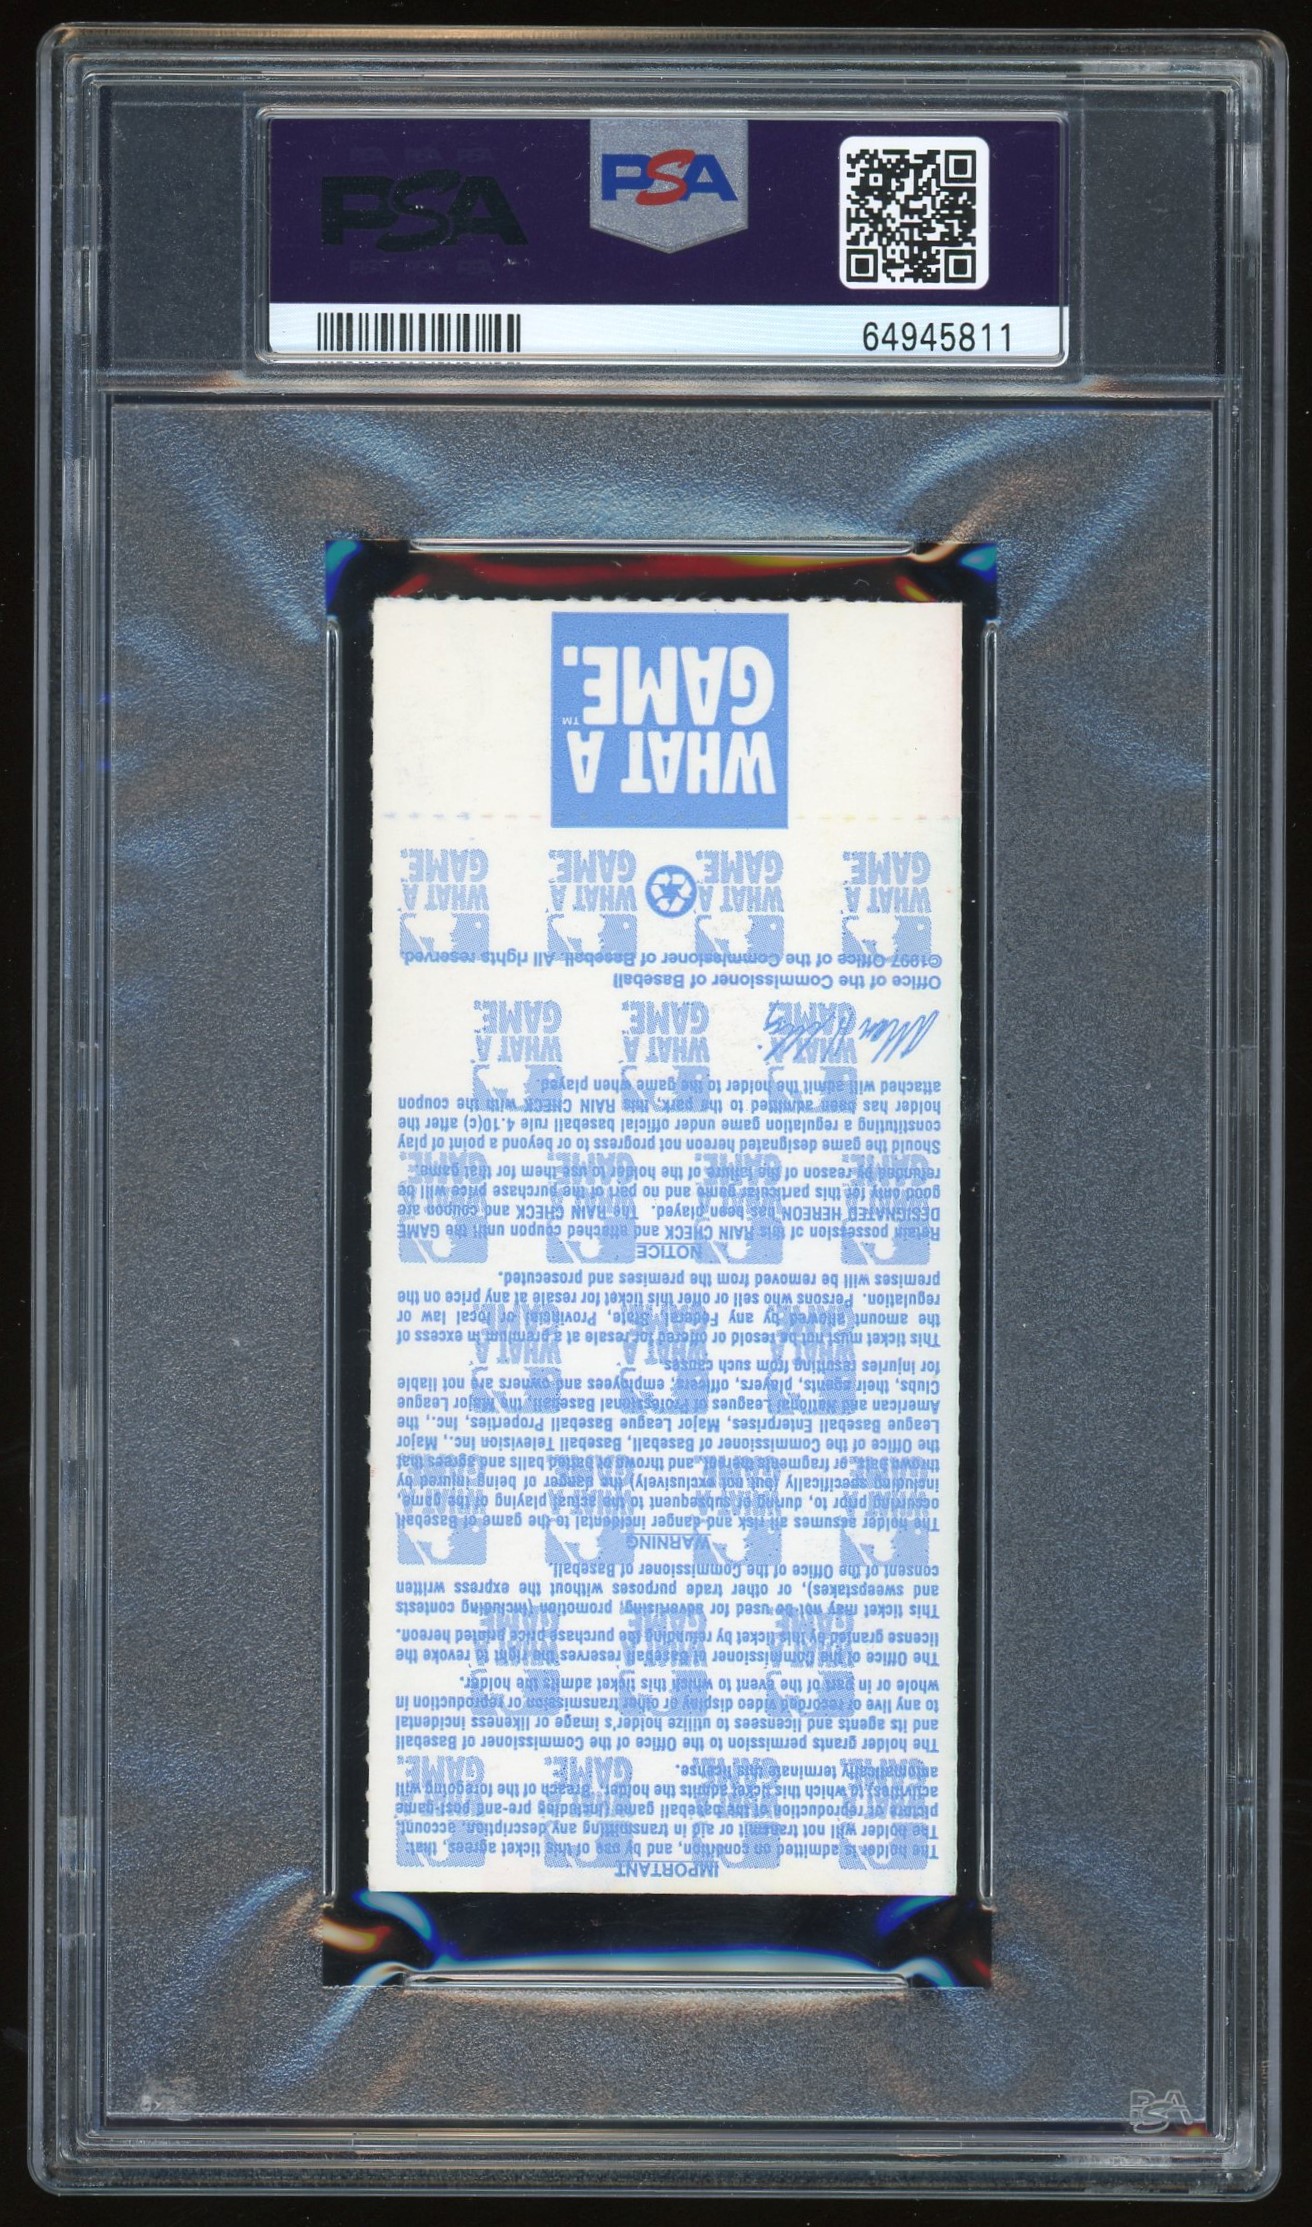 PSA
PSA
64945811
IMPORTANT
The holder is admitted on condition, and by use of this ticket agrees, that:
The holder will not transmit or aid in transmitting any description, account,
picture or reproduction of the baseball game (including pre-and post-game
activities) to which this ticket admits the holder. Breach of the foregoing will
automatically terminate this license.
The holder grants permission to the Office of the Commissioner of Baseball
and its agents and licensees to utilize holder's image or likeness incidental
to any live or recorded video display or other transmission or reproduction in
whole or in part of the event to which this ticket admits the holder.
The Office of the Commissioner of Baseball reserves the right to revoke the
license granted by this ticket by refunding the purchase price printed hereon.
This ticket may not be used for advertising, promotion (including contests
and sweepstakes), or other trade purposes without the express written
consent of the Office of the Commissioner of Baseball.
WARNING
The holder assumes all risk and danger incidental to the game of Baseball
occurring prior to, during or subsequent to the actual playing of the game,
including specifically (but not exclusively) the danger of being injured by
thrown bats, or fragments thereof, and thrown or batted balls and agrees that
the Office of the Commissioner of Baseball, Baseball Television Inc., Major
League Baseball Enterprises, Major League Baseball Properties, Inc., the
American and National Leagues of Professional Baseball, the Major League
Clubs, their agents, players, officers, employees and owners are not liable
for injuries resulting from such causes.
This ticket must not be resold or offered for resale at a premium in excess of
the amount allowed by any Federal, State, Provincial or local law or
regulation. Persons who sell or offer this ticket for resale at any price on the
premises will be removed from the premises and prosecuted.
NOTICE
Retain possession of this RAIN CHECK and attached coupon until the GAME
DESIGNATED HEREON has been played. The RAIN CHECK and coupon are
good only for this particular game and no part of the purchase price will be
refunded by reason of the failure of the holder to use them for that game.
Should the game designated hereon not progress to or beyond a point of play
constituting a regulation game under official baseball rule 4.10(c) after the
holder has been admitted to the park, this RAIN CHECK with the coupon
attached will admit the holder to the game when played.
Office of the Commissioner of Baseball
©1997 Office of the Commissioner of Baseball. All rights reserved
WHAT A
GAME.
WHAT A
GAME.
WHAT A
GAME.
WHAT A
GAME.
WHAT A
GAME.™
PSA